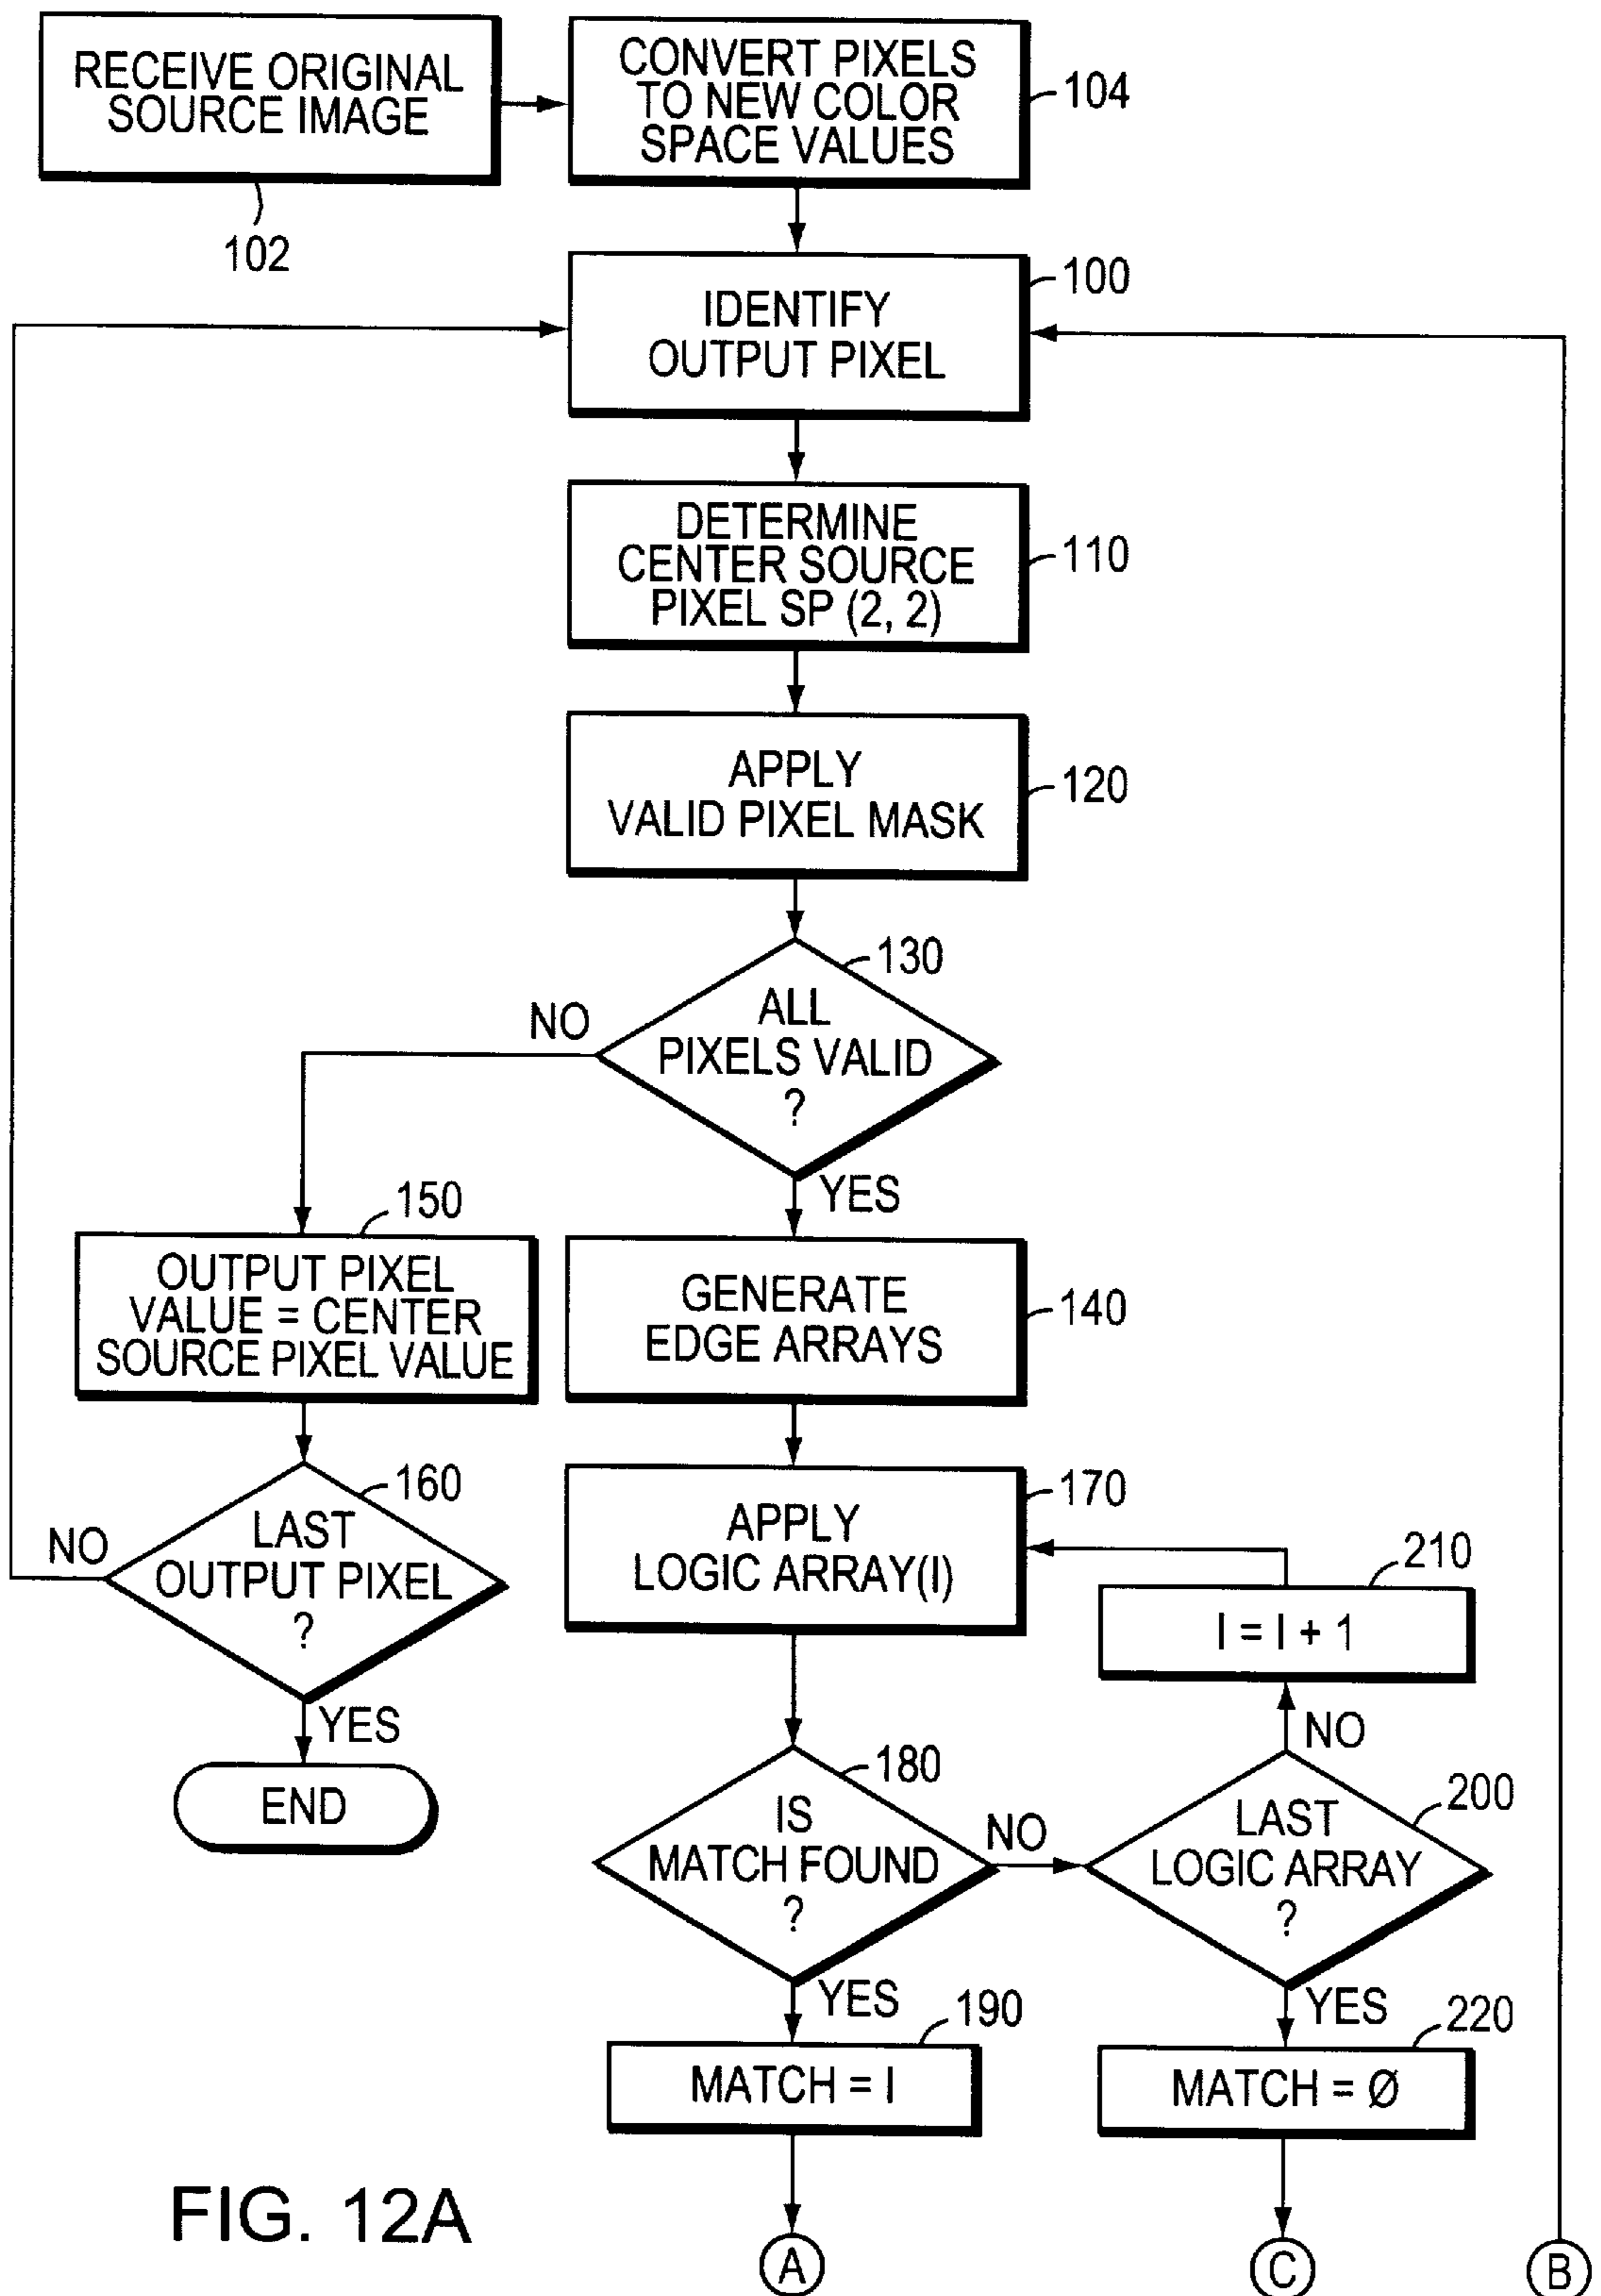 RECEIVE ORIGINAL
SOURCE IMAGE
102
CONVERT PIXELS
TO NEW COLOR
SPACE VALUES
104
IDENTIFY
OUTPUT PIXEL
100
DETERMINE
CENTER SOURCE
PIXEL SP (2, 2)
110
APPLY
VALID PIXEL MASK
120
130
ALL
PIXELS VALID
?
NO
YES
150
OUTPUT PIXEL
VALUE = CENTER
SOURCE PIXEL VALUE
GENERATE
EDGE ARRAYS
140
160
LAST
OUTPUT PIXEL
?
NO
YES
END
APPLY
LOGIC ARRAY(I)
170
210
I = I + 1
NO
180
IS
MATCH FOUND
?
NO
200
LAST
LOGIC ARRAY
?
YES
190
MATCH = I
YES
220
MATCH = Ø
A
C
B
FIG. 12A